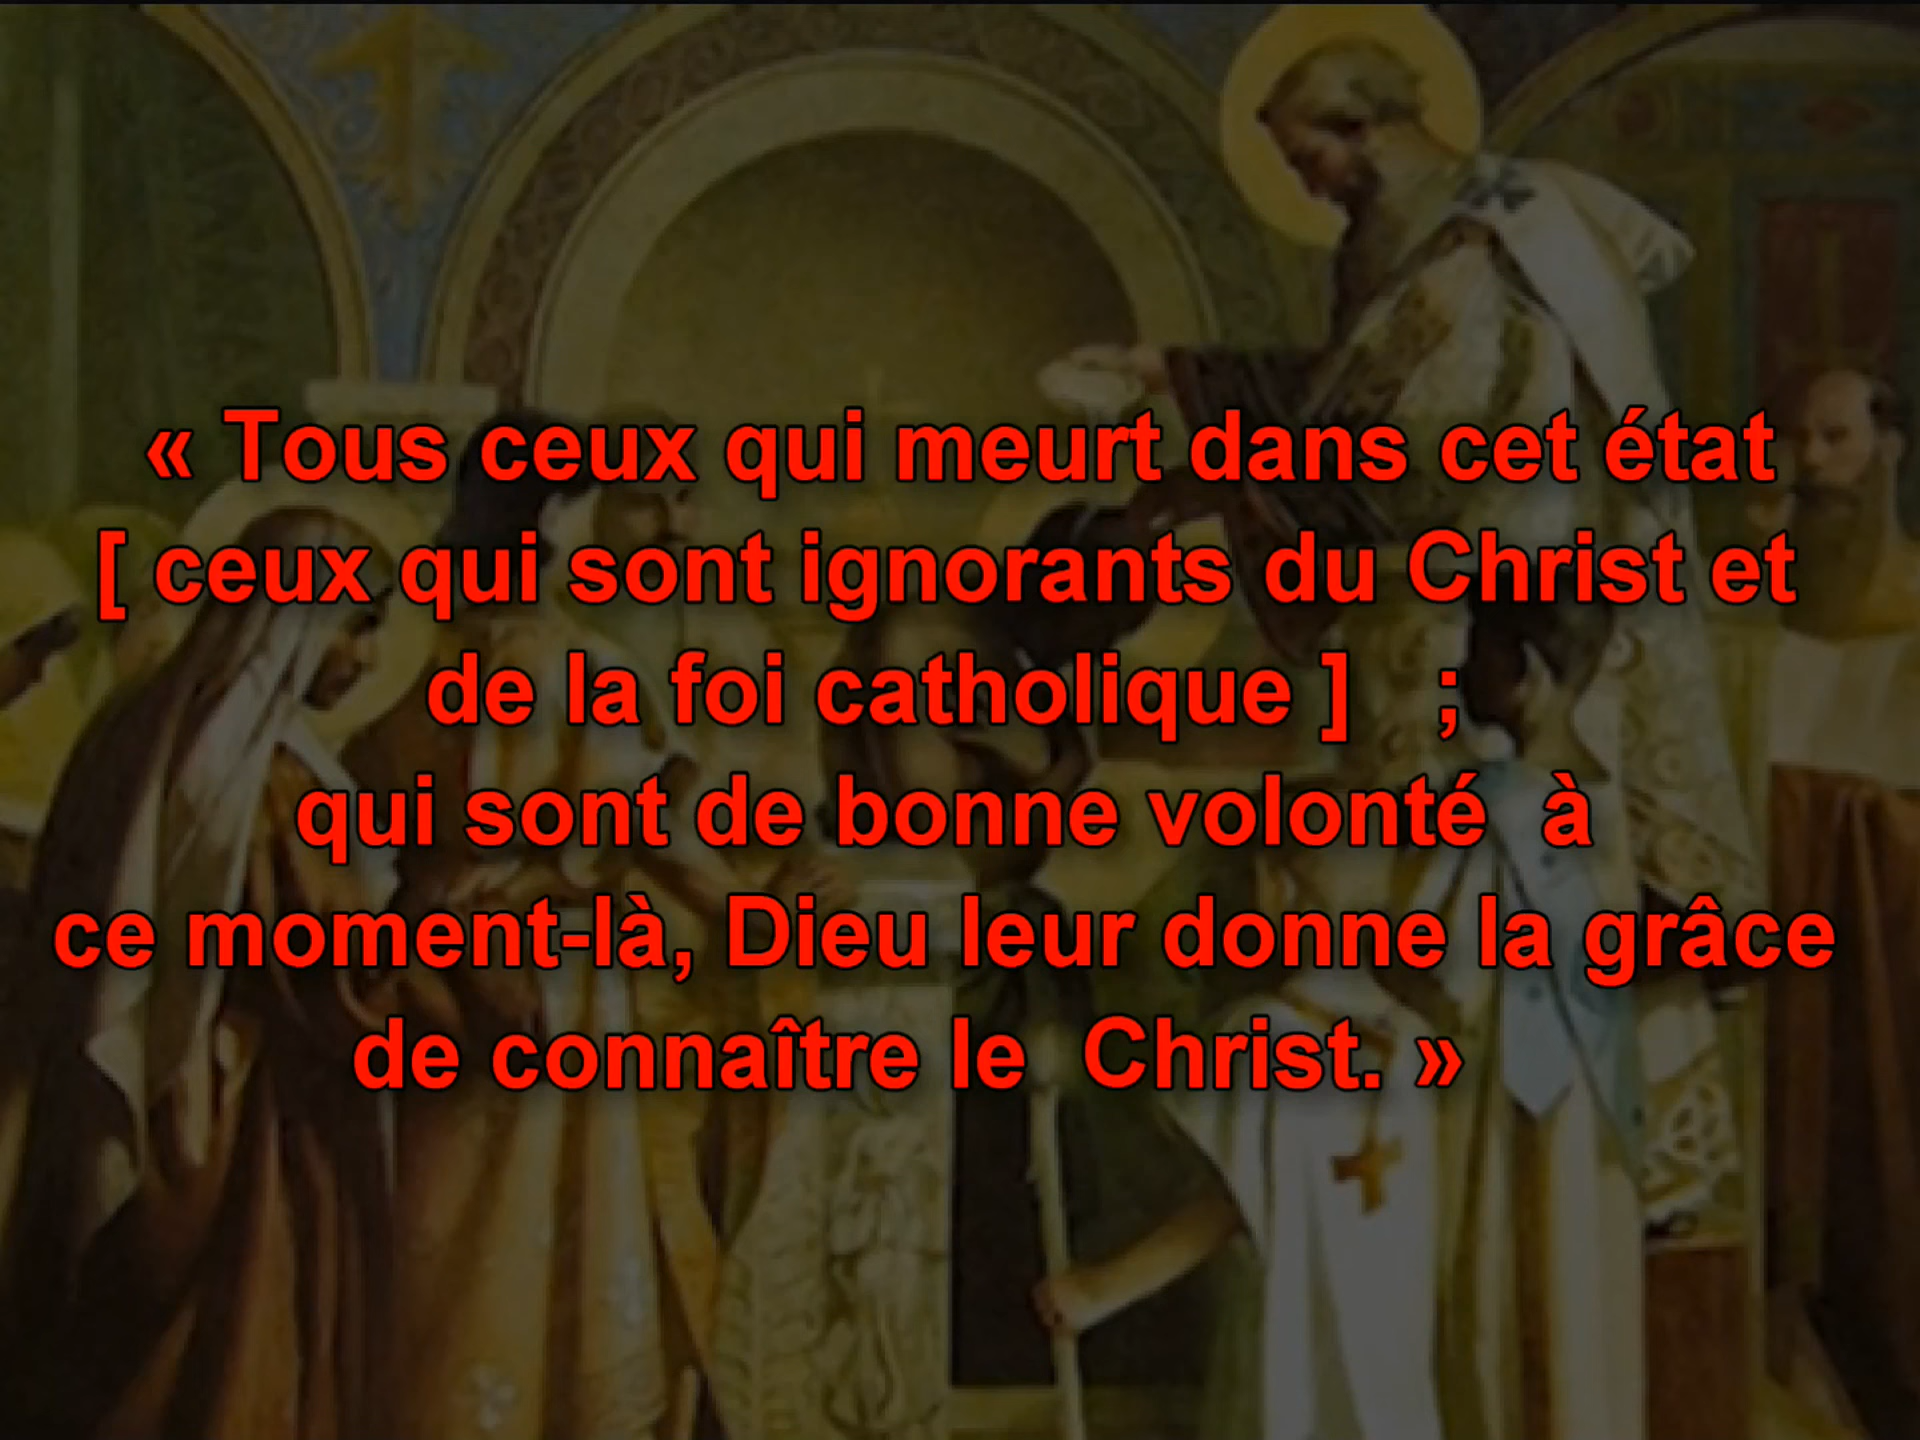 « Tous ceux qui meurt dans cet état
[ ceux qui sont ignorants du Christ et
de la foi catholique ] ;
qui sont de bonne volonté à
ce moment-là, Dieu leur donne la grâce
de connaître le Christ. »